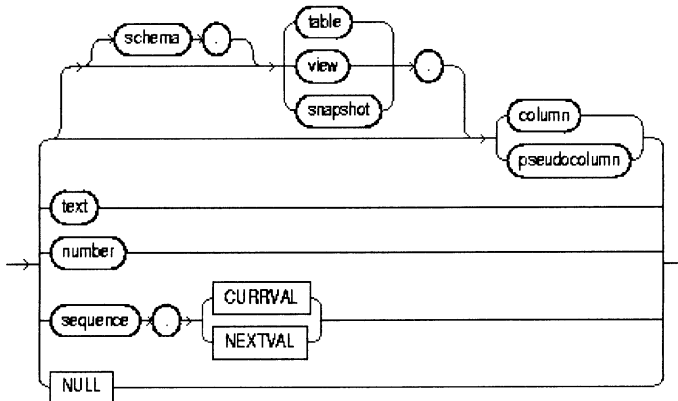 schema .
table
view .
snapshot
column
pseudocolumn
text
number
sequence . CURRVAL
NEXTVAL
NULL